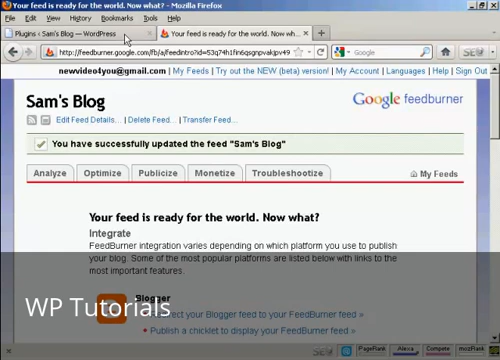 Your feed is ready for the world. Now what? - Mozilla Firefox
Edit View History Bookmarks Tools Help
Plugins ‹ Sam's Blog — WordPress
Your feed is ready for the world. Now wh...
Google
newvideo4you@gmail.com | My Feeds | Try out the NEW (beta) version! | My Account | Languages | Help | Sign Out
Sam's Blog
Google feedburner
Edit Feed Details... | Delete Feed... | Transfer Feed...
You have successfully updated the feed "Sam's Blog"
Analyze Optimize Publicize Monetize Troubleshootize My Feeds
Your feed is ready for the world. Now what?
Integrate
FeedBurner integration varies depending on which platform you use to publish
your blog. Some of the most popular platforms are listed below with links to the
most important features.
Blogger
WP Tutorials
your Blogger feed to your FeedBurner feed »
• Publish a chicklet to display your FeedBurner feed »
PageRank Alexa Compete mozRank